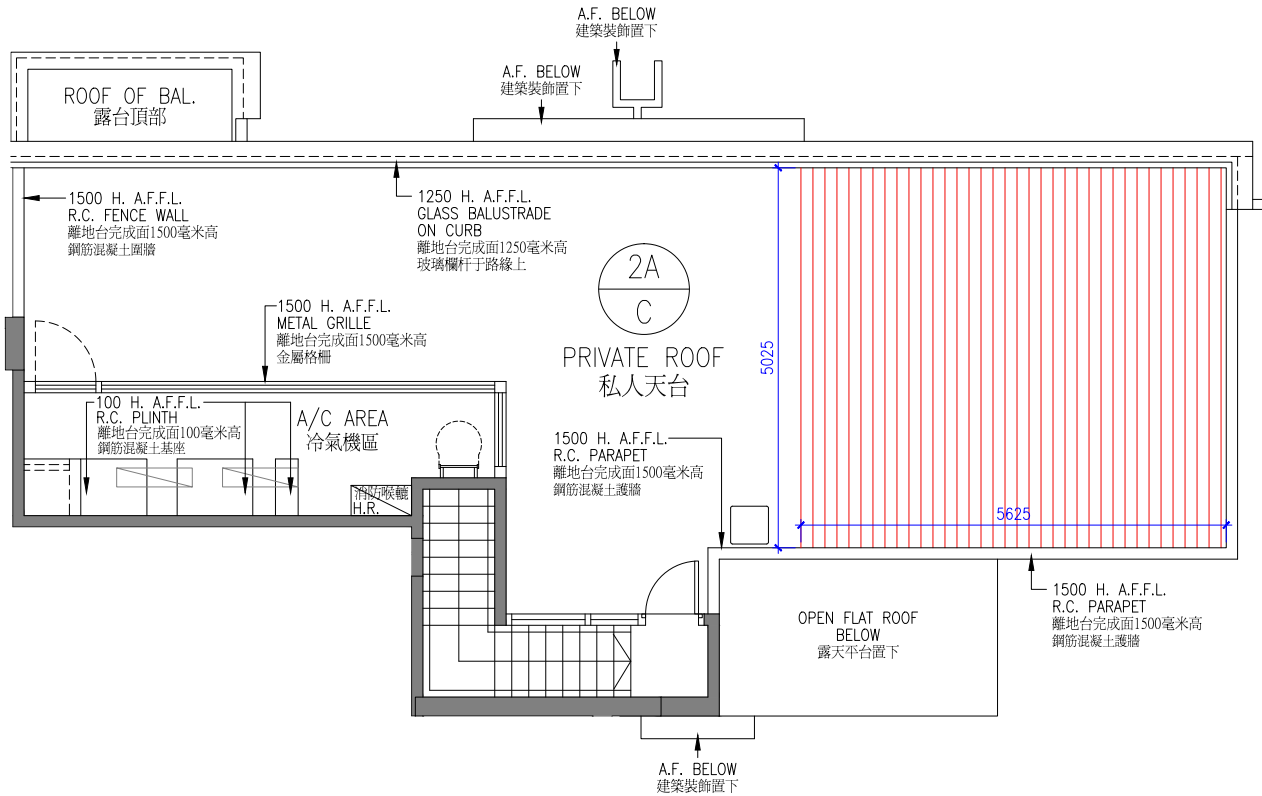 A.F. BELOW
建築裝飾置下
A.F. BELOW
建築裝飾置下
ROOF OF BAL.
露台頂部
1500 H. A.F.F.L.
R.C. FENCE WALL
離地台完成面1500毫米高
鋼筋混凝土圍牆
1250 H. A.F.F.L.
GLASS BALUSTRADE
ON CURB
離地台完成面1250毫米高
玻璃欄杆于路緣上
2A
C
PRIVATE ROOF
私人天台
5025
1500 H. A.F.F.L.
METAL GRILLE
離地台完成面1500毫米高
金屬格柵
100 H. A.F.F.L.
R.C. PLINTH
離地台完成面100毫米高
鋼筋混凝土基座
A/C AREA
冷氣機區
1500 H. A.F.F.L.
R.C. PARAPET
離地台完成面1500毫米高
鋼筋混凝土護牆
消防喉轆
H.R.
5625
1500 H. A.F.F.L.
R.C. PARAPET
離地台完成面1500毫米高
鋼筋混凝土護牆
OPEN FLAT ROOF
BELOW
露天平台置下
A.F. BELOW
建築裝飾置下